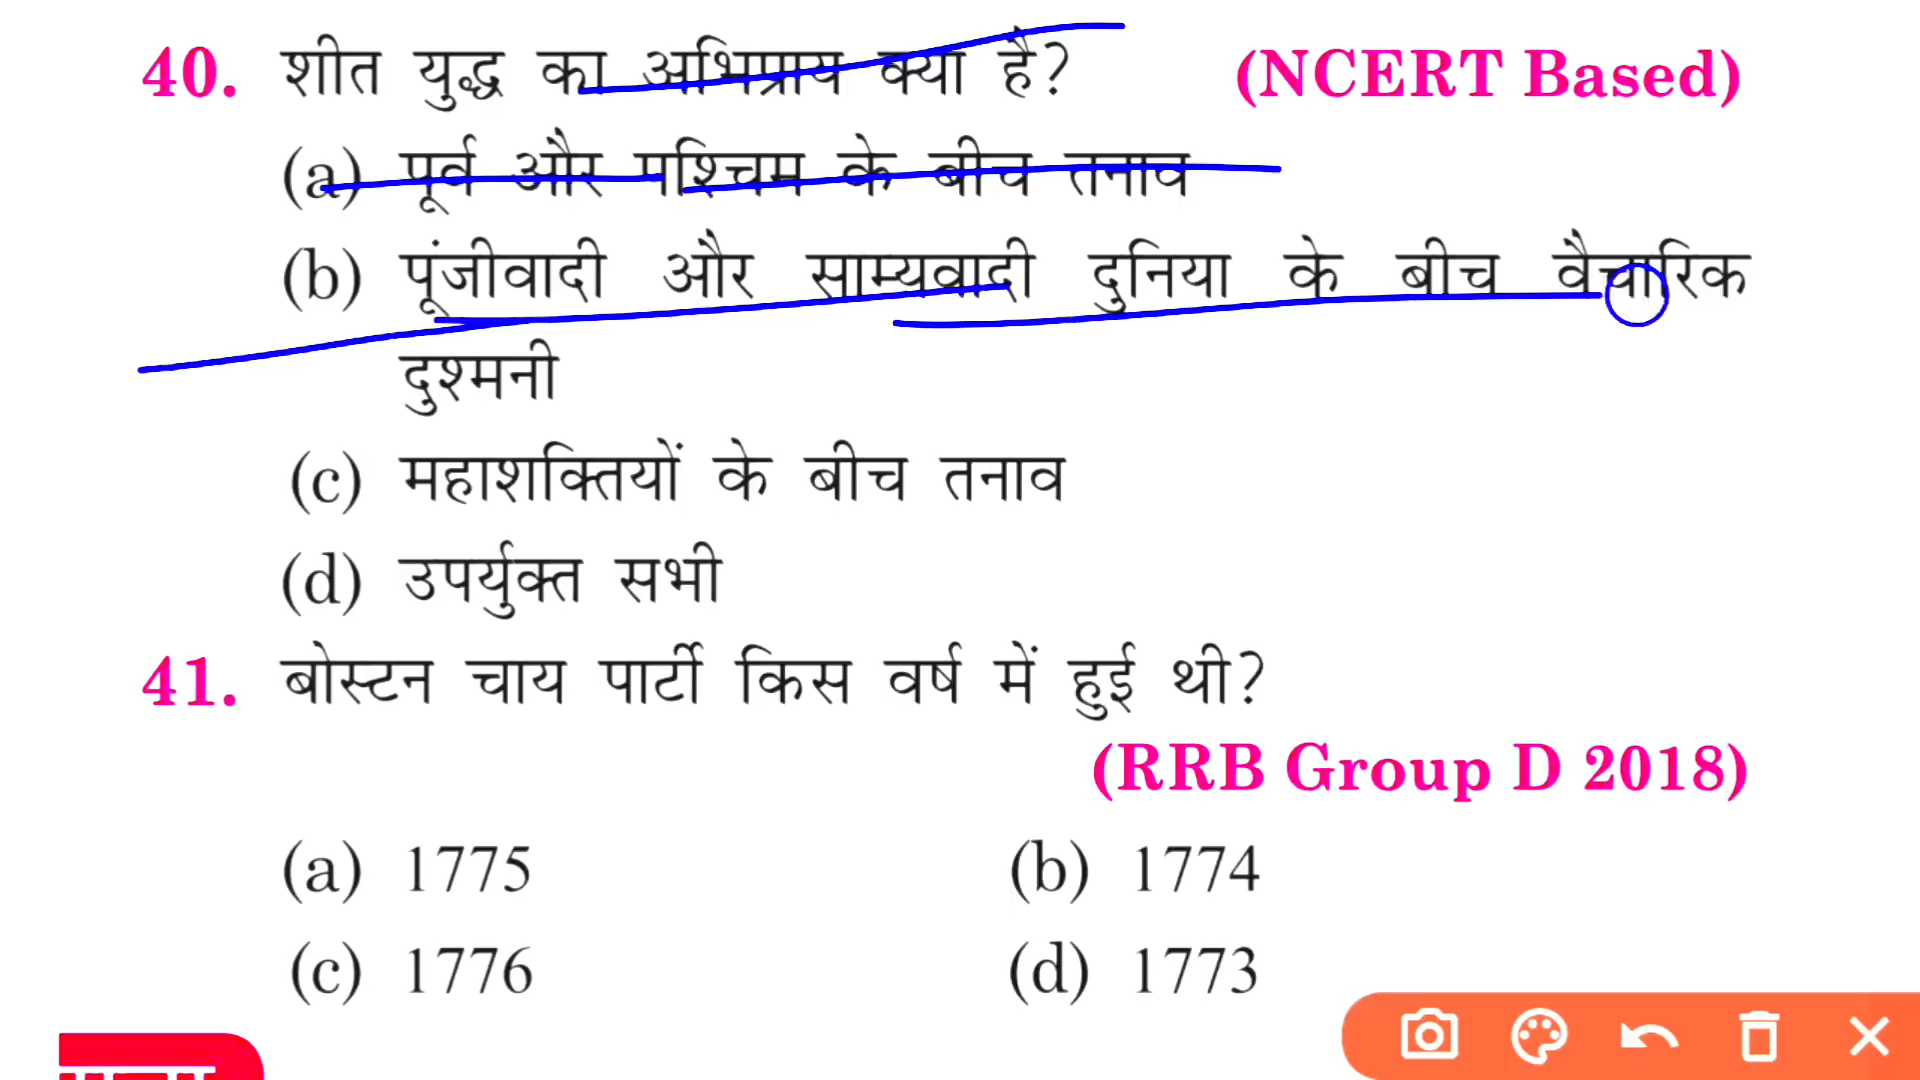 40. शीत युद्ध का अभिप्राय क्या है? (NCERT Based)
(a) पूर्व और पश्चिम के बीच तनाव
(b) पूंजीवादी और साम्यवादी दुनिया के बीच वैचारिक
दुश्मनी
(c) महाशक्तियों के बीच तनाव
(d) उपर्युक्त सभी
41. बोस्टन चाय पार्टी किस वर्ष में हुई थी?
(RRB Group D 2018)
(a) 1775 (b) 1774
(c) 1776 (d) 1773